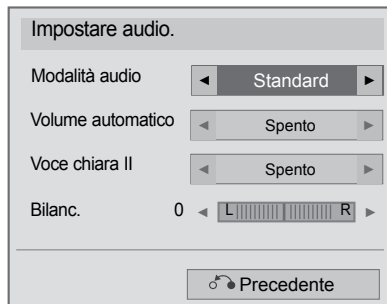 Impostare audio.
Modalità audio ◄ Standard ►
Volume automatico ◄ Spento ►
Voce chiara II ◄ Spento ►
Bilanc. 0 ◄ L R ►
Precedente